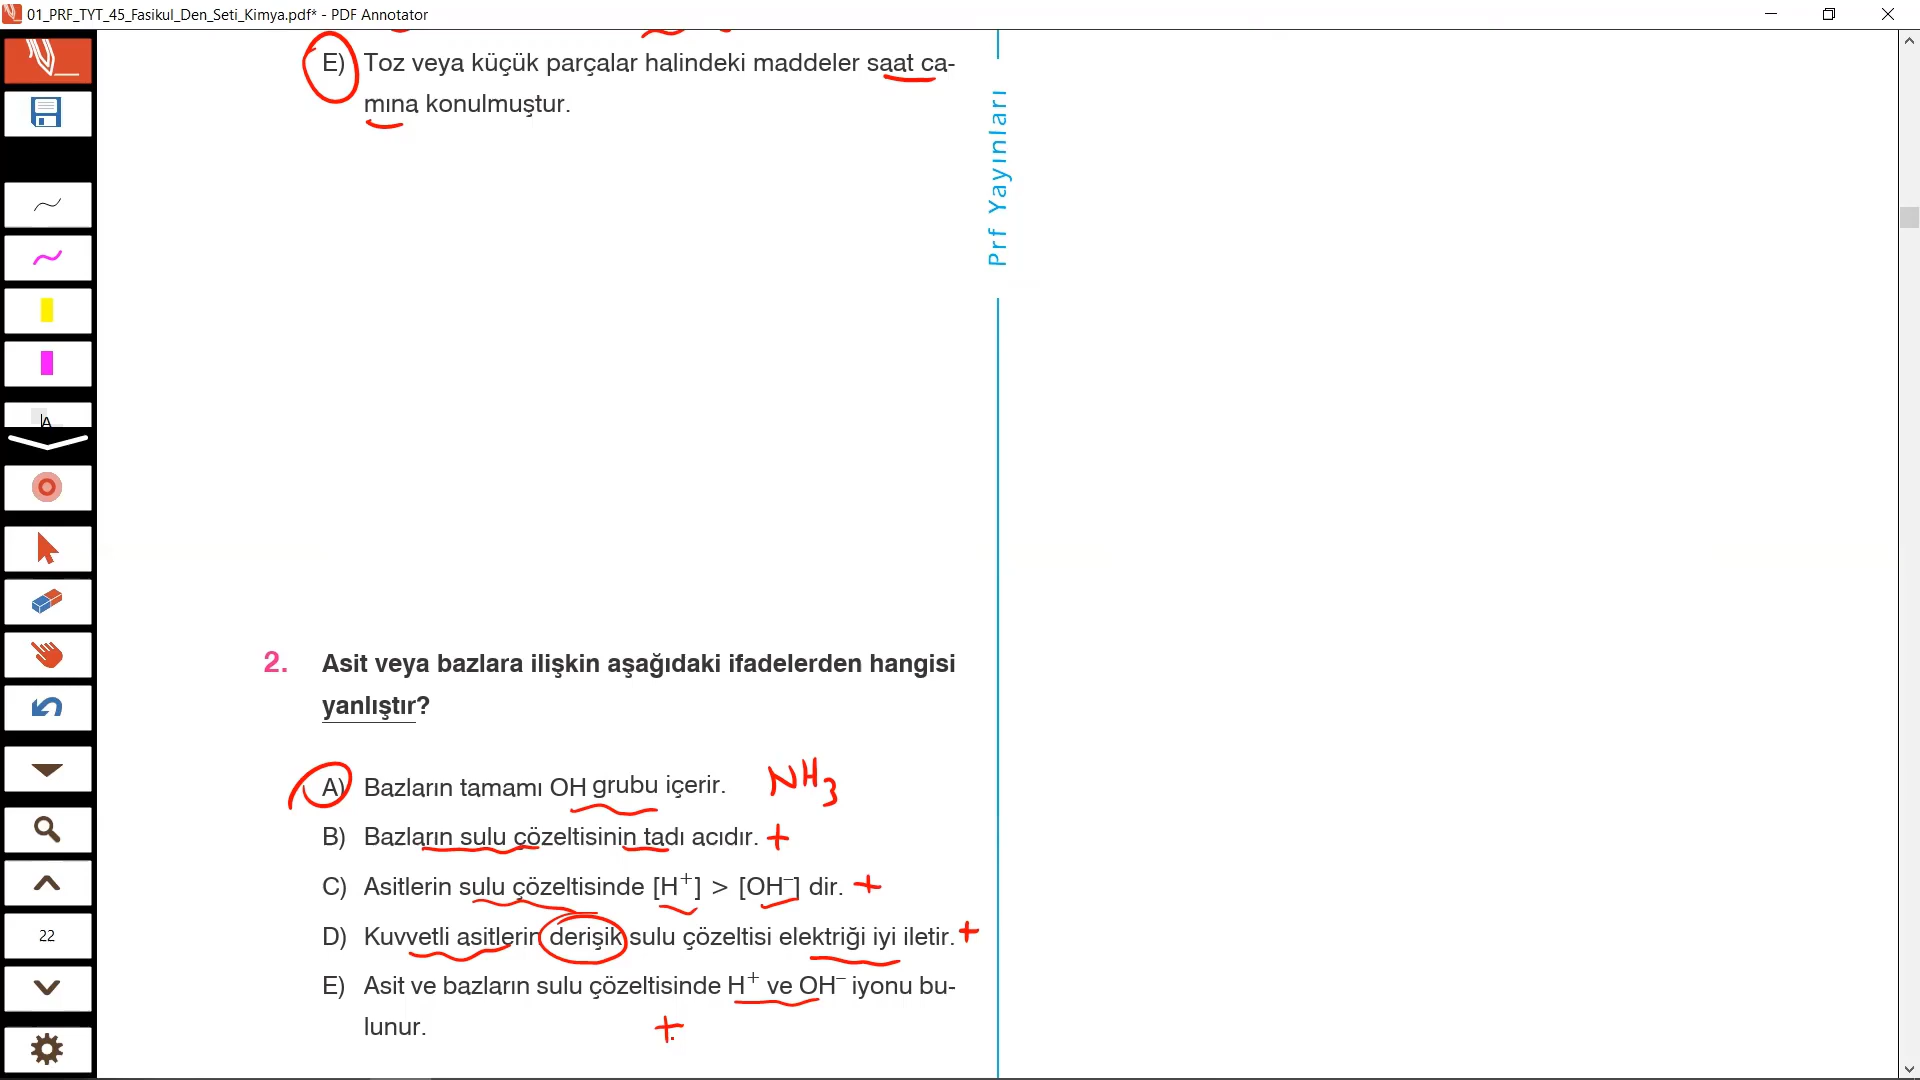 01_PRF_TYT_45_Fasikul_Den_Seti_Kimya.pdf* - PDF Annotator
E) Toz veya küçük parçalar halindeki maddeler saat ca-
mına konulmuştur.
Prf Yayınları
A
2. Asit veya bazlara ilişkin aşağıdaki ifadelerden hangisi
yanlıştır?
A) Bazların tamamı OH grubu içerir. NH₃
B) Bazların sulu çözeltisinin tadı acıdır. +
C) Asitlerin sulu çözeltisinde [H⁺] > [OH⁻] dir. +
D) Kuvvetli asitlerin derişik sulu çözeltisi elektriği iyi iletir. +
E) Asit ve bazların sulu çözeltisinde H⁺ ve OH⁻ iyonu bu-
lunur. +
22